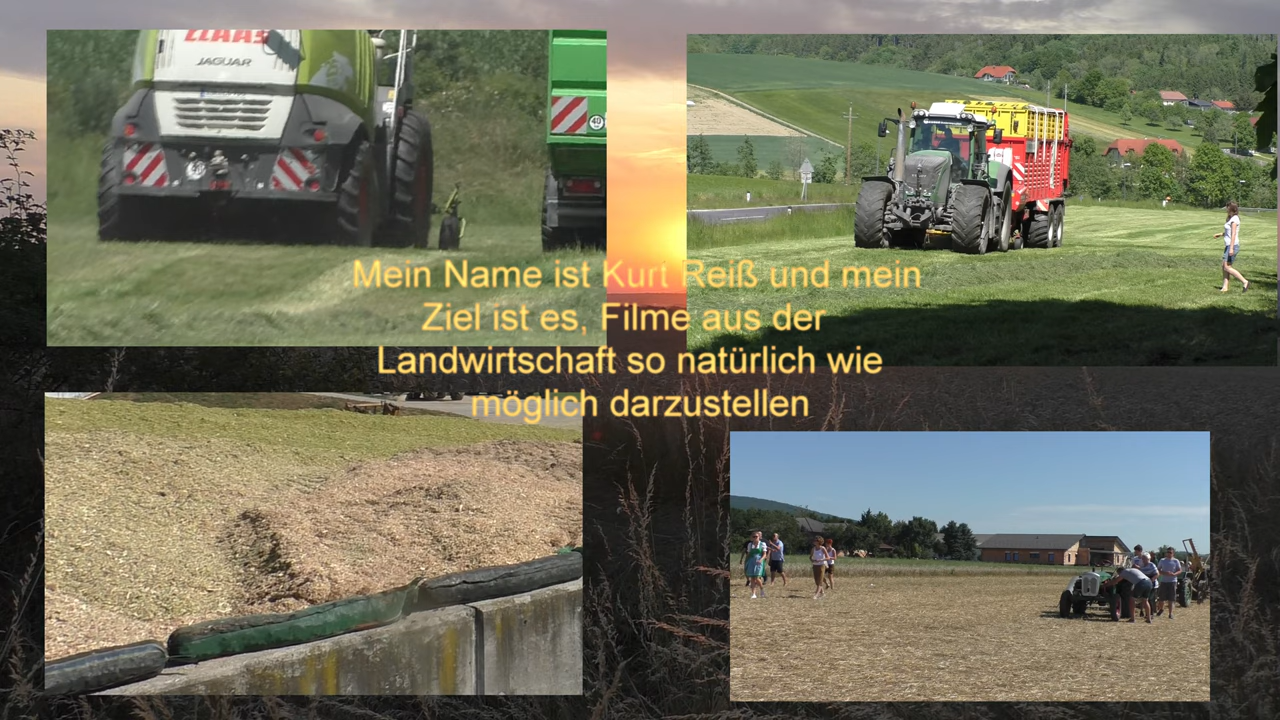 CLAAS
JAGUAR
40
Mein Name ist Kurt Reiß und mein
Ziel ist es, Filme aus der
Landwirtschaft so natürlich wie
möglich darzustellen